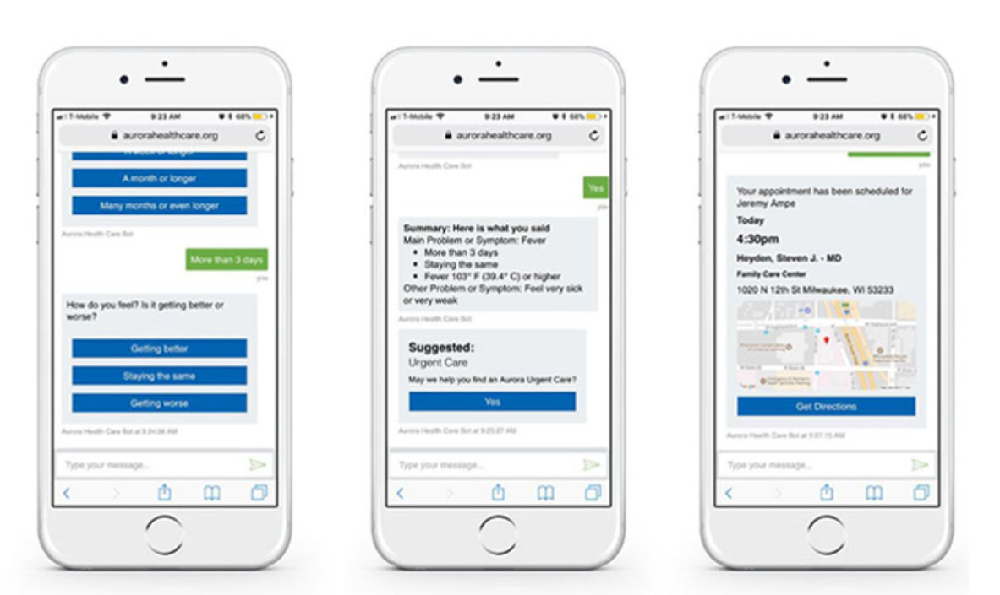 T-Mobile 9:23 AM 68%
aurorahealthcare.org
A week or longer
A month or longer
Many months or even longer
Aurora Health Care Bot
More than 3 days
you
How do you feel? Is it getting better or
worse?
Getting better
Staying the same
Getting worse
Aurora Health Care Bot at
Type your message...
T-Mobile 9:23 AM 68%
aurorahealthcare.org
Aurora Health Care Bot
Yes
you
Summary: Here is what you said
Main Problem or Symptom: Fever
• More than 3 days
• Staying the same
• Fever 103° F (39.4° C) or higher
Other Problem or Symptom: Feel very sick
or very weak
Aurora Health Care Bot
Suggested:
Urgent Care
May we help you find an Aurora Urgent Care?
Yes
Aurora Health Care Bot at 9:25:27 AM
Type your message...
T-Mobile 9:23 AM 68%
aurorahealthcare.org
you
Your appointment has been scheduled for
Jeremy Ampe
Today
4:30pm
Heyden, Steven J. - MD
Family Care Center
1020 N 12th St Milwaukee, WI 53233
Get Directions
Aurora Health Care Bot at 9:27:15 AM
Type your message...